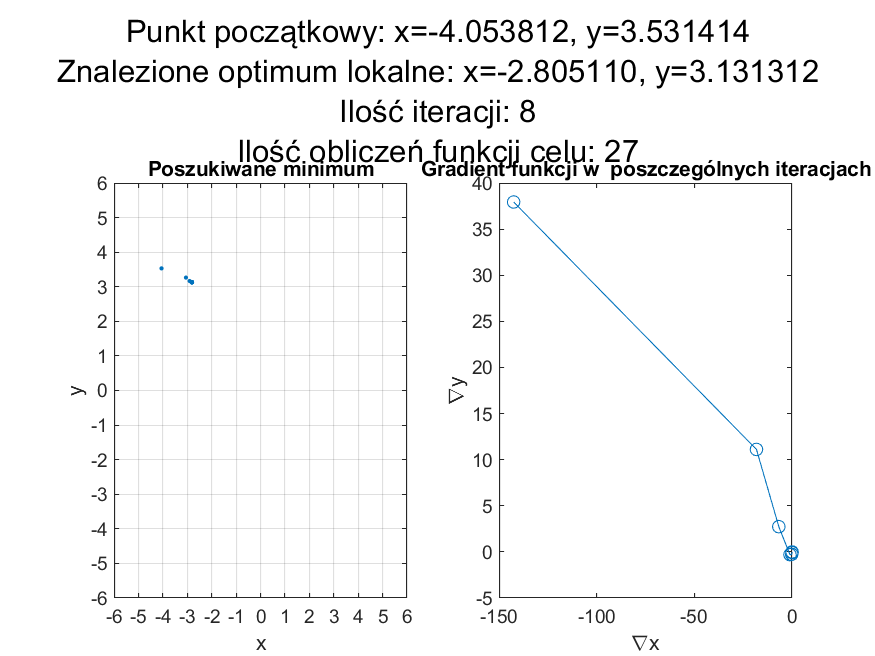 Punkt początkowy: x=-4.053812, y=3.531414
Znalezione optimum lokalne: x=-2.805110, y=3.131312
Ilość iteracji: 8
Ilość obliczeń funkcji celu: 27
Poszukiwane minimum
6
5
4
3
2
1
0
-1
-2
-3
-4
-5
-6
y
-6 -5 -4 -3 -2 -1 0 1 2 3 4 5 6
x
Gradient funkcji w poszczególnych iteracjach
40
35
30
25
20
15
10
5
0
-5
∇y
-150 -100 -50 0
∇x